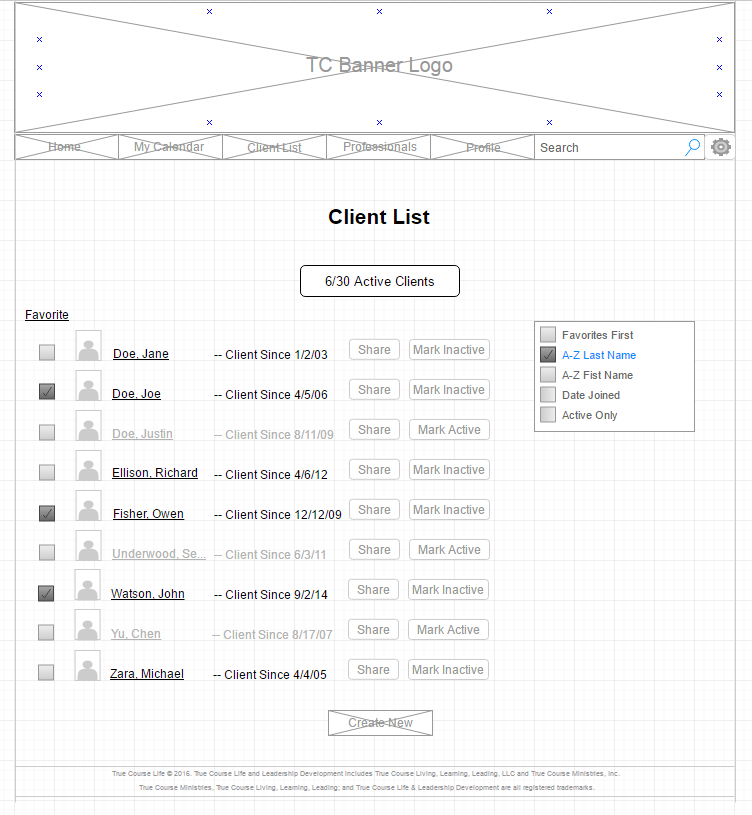 TC Banner Logo
Home My Calendar Client List Professionals Profile Search
Client List
6/30 Active Clients
Favorite
Favorites First
A-Z Last Name
A-Z Fist Name
Date Joined
Active Only
Doe, Jane -- Client Since 1/2/03 Share Mark Inactive
Doe, Joe -- Client Since 4/5/06 Share Mark Inactive
Doe, Justin -- Client Since 8/11/09 Share Mark Active
Ellison, Richard -- Client Since 4/6/12 Share Mark Inactive
Fisher, Owen -- Client Since 12/12/09 Share Mark Inactive
Underwood, Se... -- Client Since 6/3/11 Share Mark Active
Watson, John -- Client Since 9/2/14 Share Mark Inactive
Yu, Chen -- Client Since 8/17/07 Share Mark Active
Zara, Michael -- Client Since 4/4/05 Share Mark Inactive
Create New
True Course Life © 2016. True Course Life and Leadership Development includes True Course Living, Learning, Leading, LLC and True Course Ministries, Inc.
True Course Ministries, True Course Living, Learning, Leading; and True Course Life & Leadership Development are all registered trademarks.